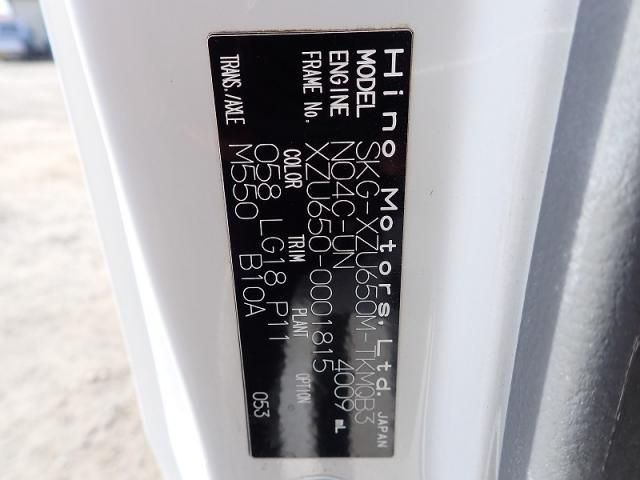 Hino Motors, Ltd. JAPAN
MODEL SKG-XZU650M-TKMQB3
ENGINE N04C-UN 4009 mL
FRAME No. XZU650-0001815
COLOR TRIM PLANT OPTION
058 LG18 P11
TRANS./AXLE M550 B10A 053